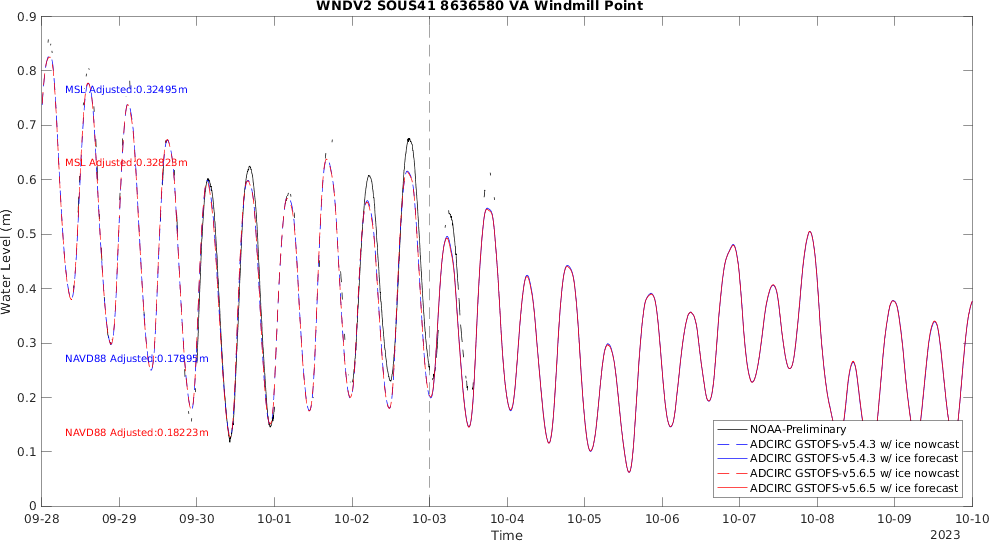 WNDV2 SOUS41 8636580 VA Windmill Point
0.9
0.8
0.7
0.6
0.5
0.4
0.3
0.2
0.1
0
Water Level (m)
MSL Adjusted:0.32495m
MSL Adjusted:0.32823m
NAVD88 Adjusted:0.17895m
NAVD88 Adjusted:0.18223m
NOAA-Preliminary
ADCIRC GSTOFS-v5.4.3 w/ ice nowcast
ADCIRC GSTOFS-v5.4.3 w/ ice forecast
ADCIRC GSTOFS-v5.6.5 w/ ice nowcast
ADCIRC GSTOFS-v5.6.5 w/ ice forecast
09-28 09-29 09-30 10-01 10-02 10-03 10-04 10-05 10-06 10-07 10-08 10-09 10-10
Time
2023